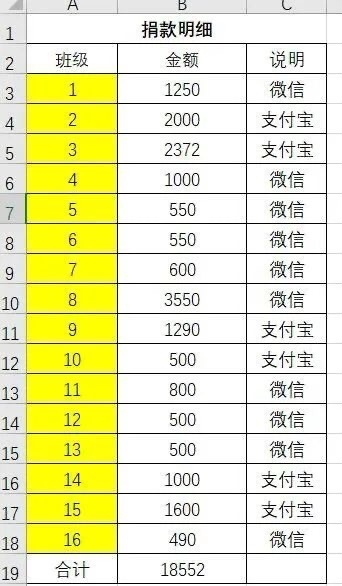 A B C
1 捐款明细
2 班级 金额 说明
3 1 1250 微信
4 2 2000 支付宝
5 3 2372 支付宝
6 4 1000 微信
7 5 550 微信
8 6 550 微信
9 7 600 微信
10 8 3550 微信
11 9 1290 支付宝
12 10 500 支付宝
13 11 800 微信
14 12 500 微信
15 13 500 微信
16 14 1000 支付宝
17 15 1600 支付宝
18 16 490 微信
19 合计 18552